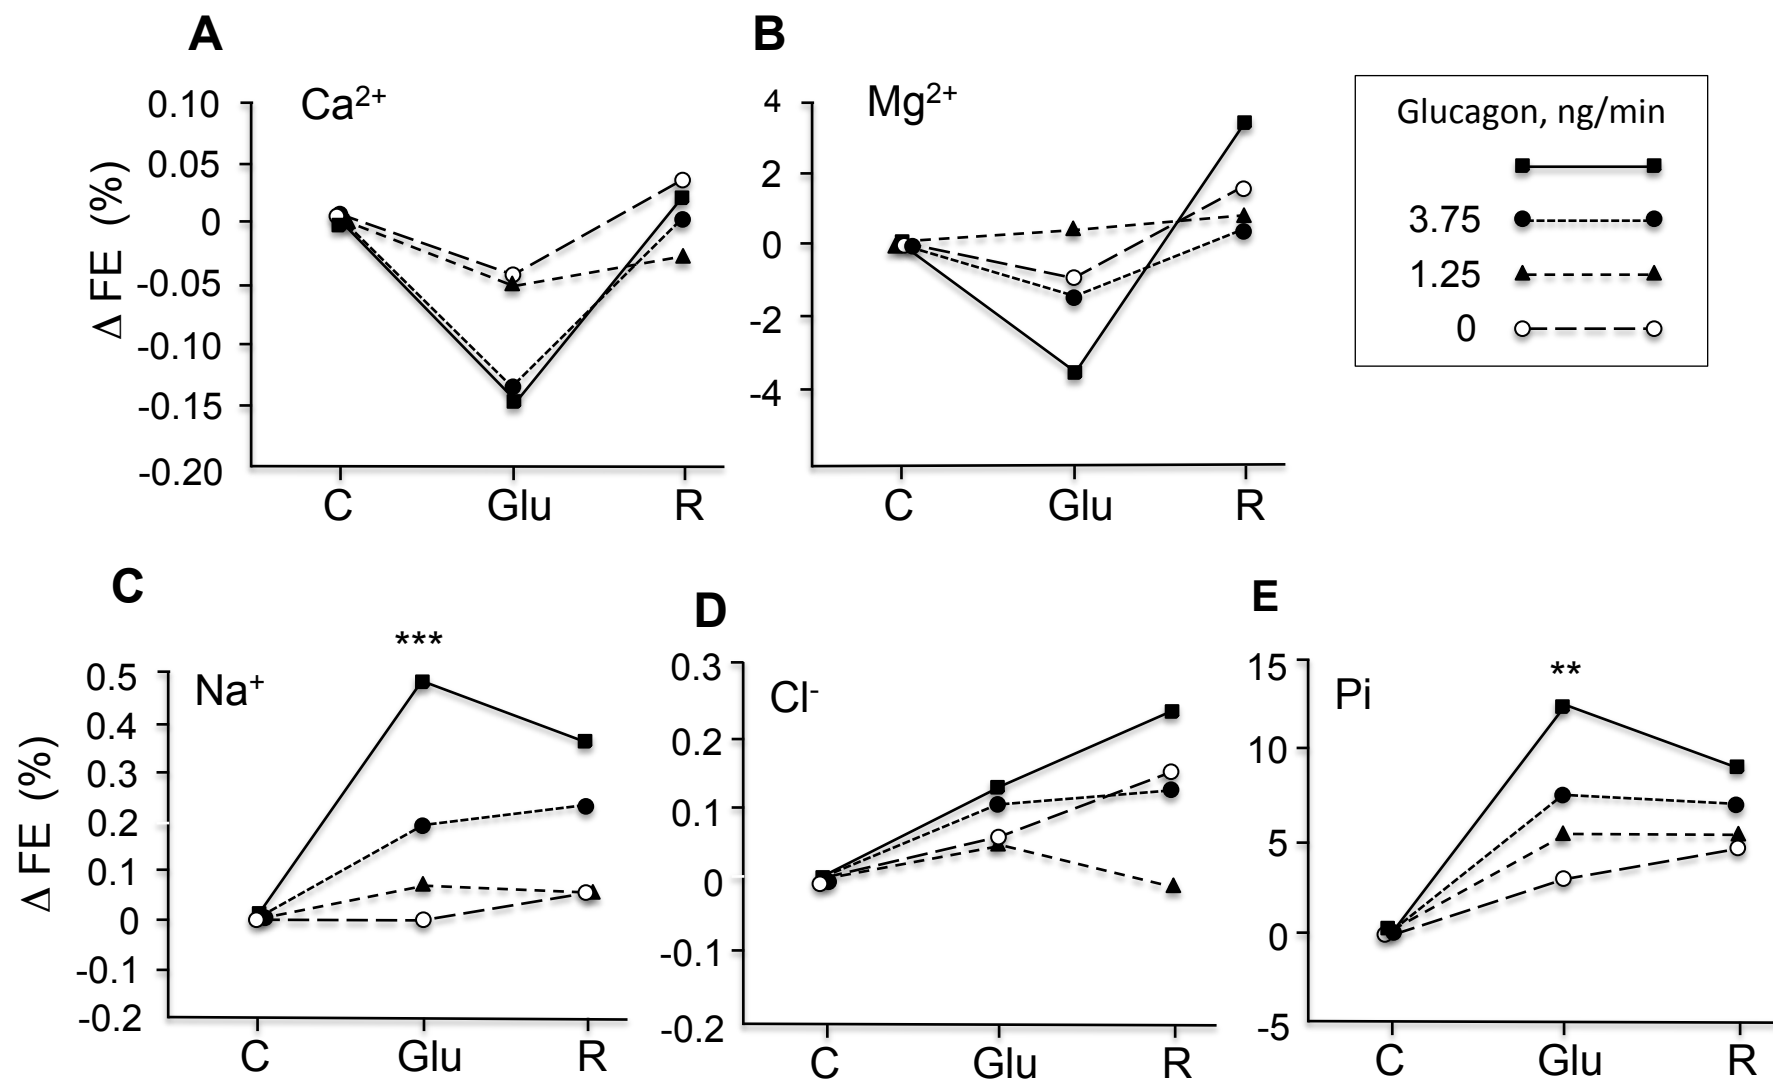 A
Ca2+
0.10
0.05
0
-0.05
-0.10
-0.15
-0.20
Δ FE (%)
C Glu R
B
Mg2+
4
2
0
-2
-4
C Glu R
Glucagon, ng/min
3.75
1.25
0
C
***
Na+
0.5
0.4
0.3
0.2
0.1
0
-0.1
-0.2
Δ FE (%)
C Glu R
D
Cl-
0.3
0.2
0.1
0
-0.1
-0.2
C Glu R
E
**
Pi
15
10
5
0
-5
C Glu R